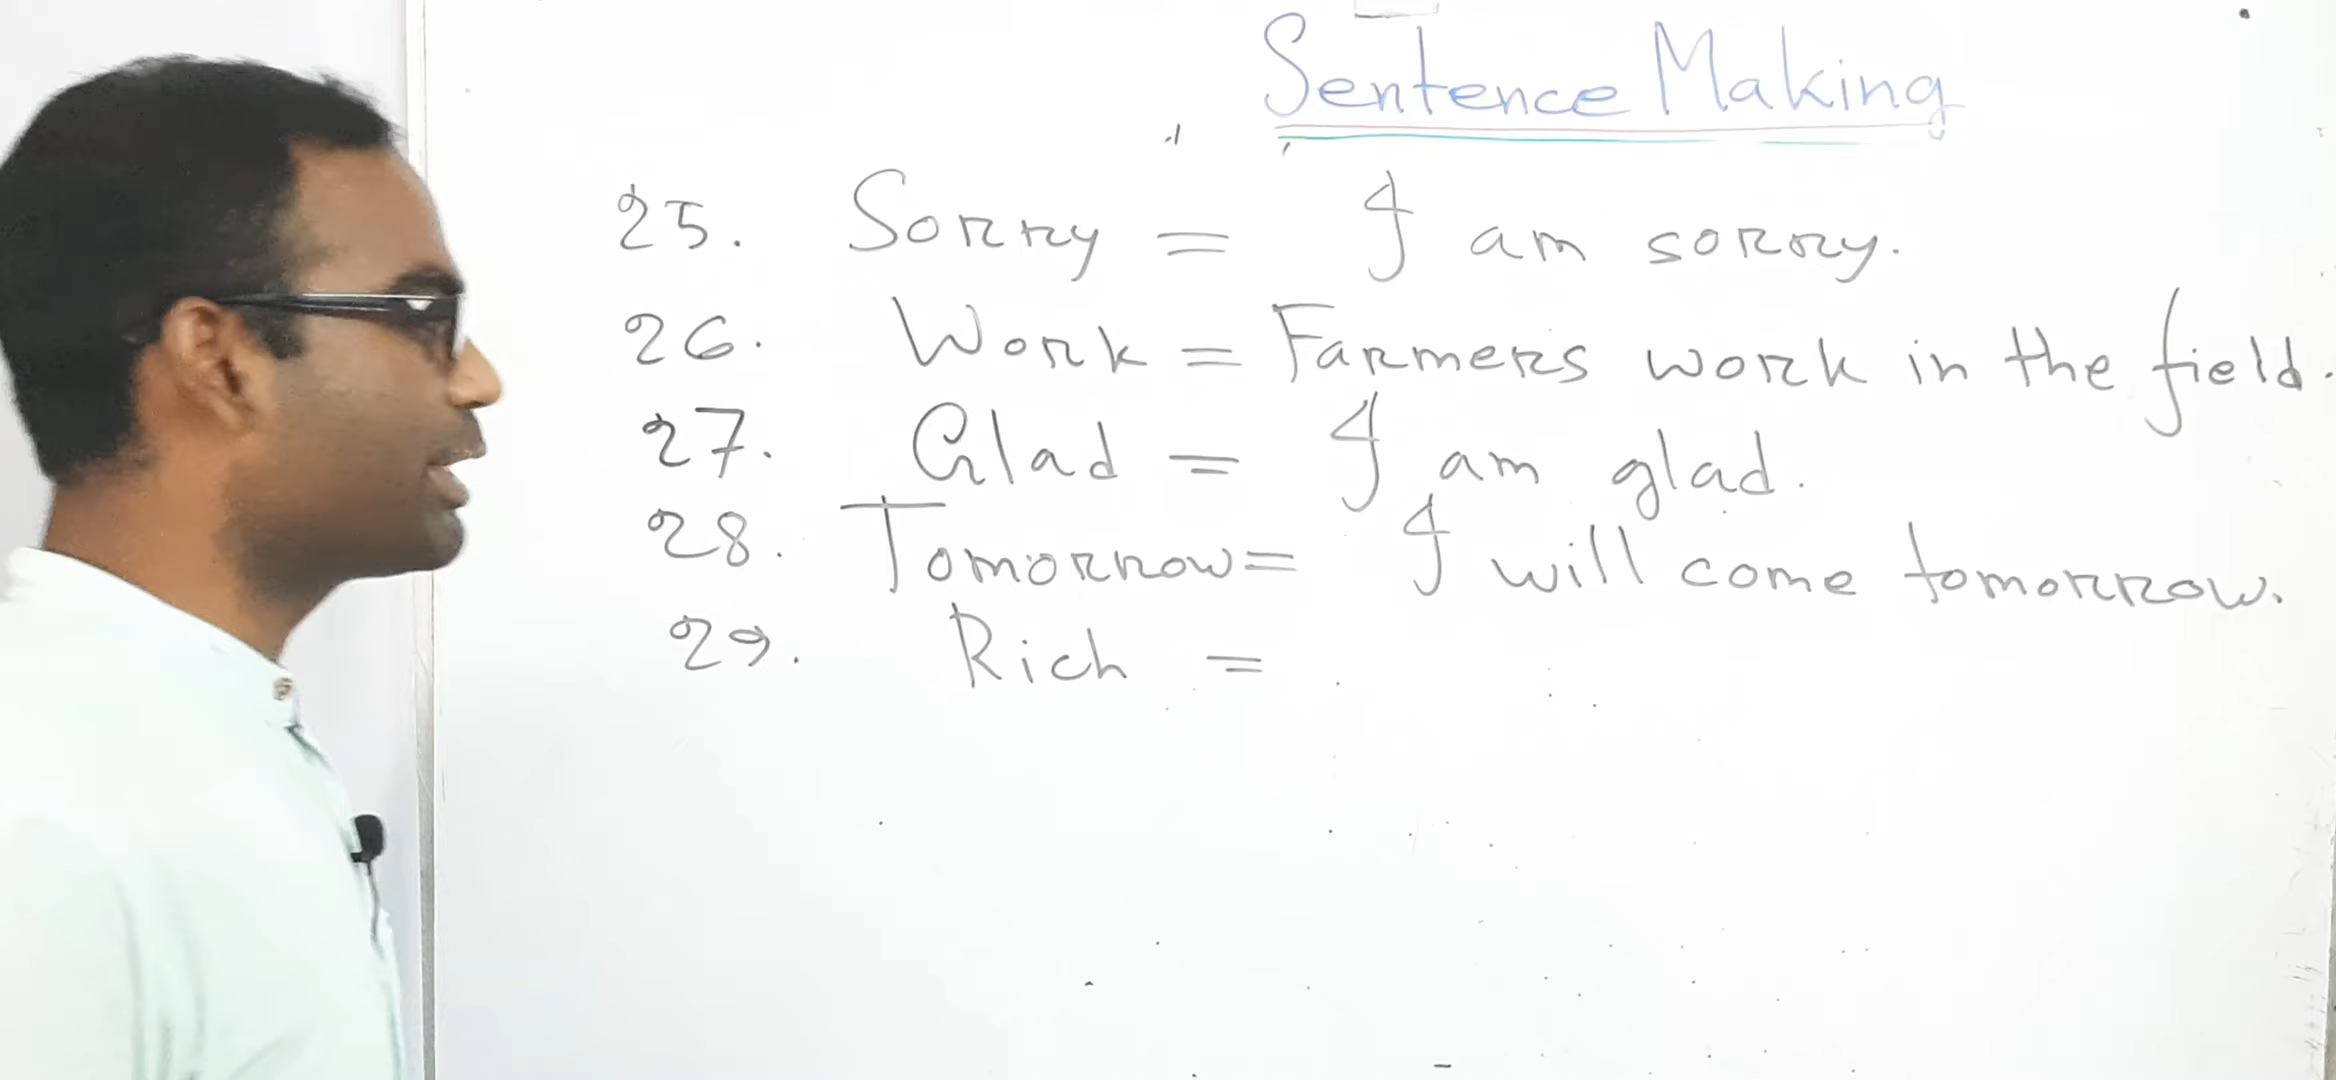 Sentence Making
25. Sorry = I am sorry.
26. Work = Farmers work in the field.
27. Glad = I am glad.
28. Tomorrow = I will come tomorrow.
29. Rich =